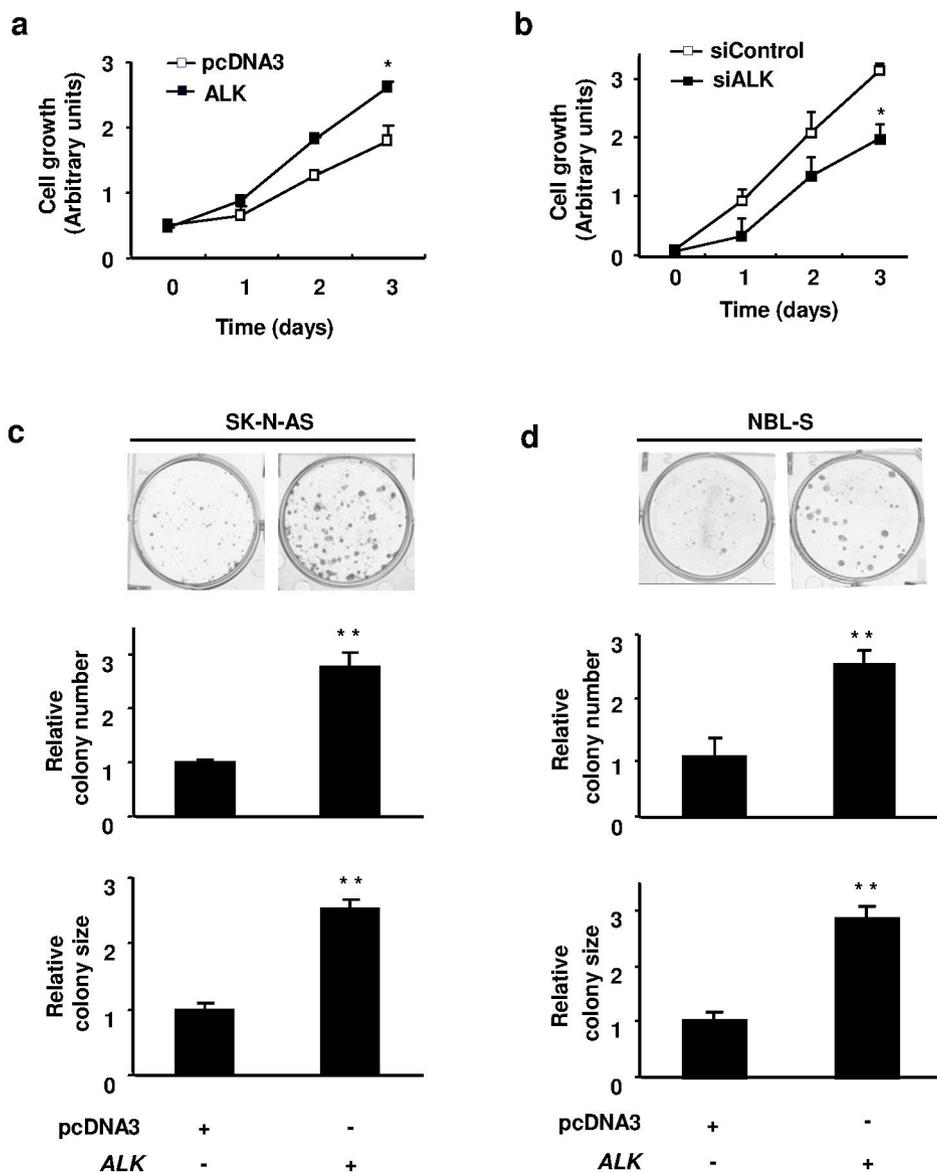 a
pcDNA3
ALK
*
3
2
1
0
Cell growth
(Arbitrary units)
0 1 2 3
Time (days)
b
siControl
siALK
*
3
2
1
0
Cell growth
(Arbitrary units)
0 1 2 3
Time (days)
c
SK-N-AS
* *
3
2
1
0
Relative
colony number
* *
3
2
1
0
Relative
colony size
pcDNA3 + -
ALK - +
d
NBL-S
* *
3
2
1
0
Relative
colony number
* *
3
2
1
0
Relative
colony size
pcDNA3 + -
ALK - +